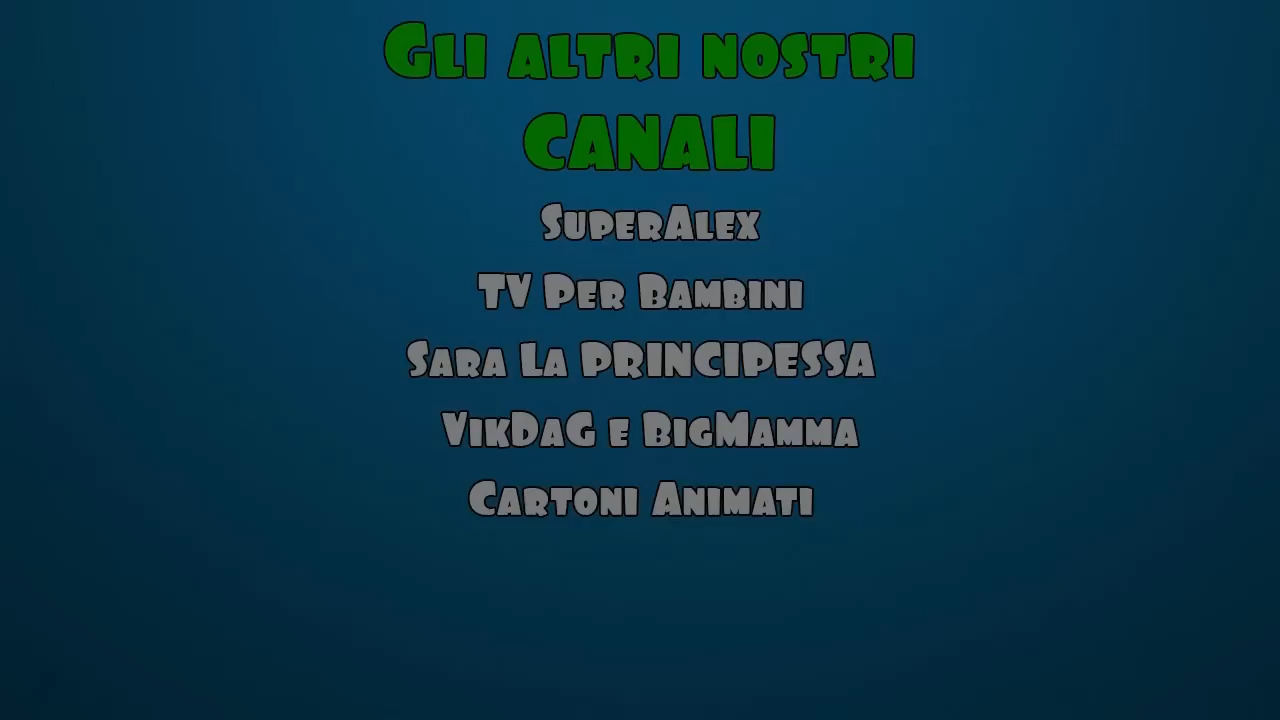 Gli altri nostri
CANALI
SuperAlex
TV Per Bambini
Sara La PRINCIPESSA
VikDaG e BigMamma
Cartoni Animati